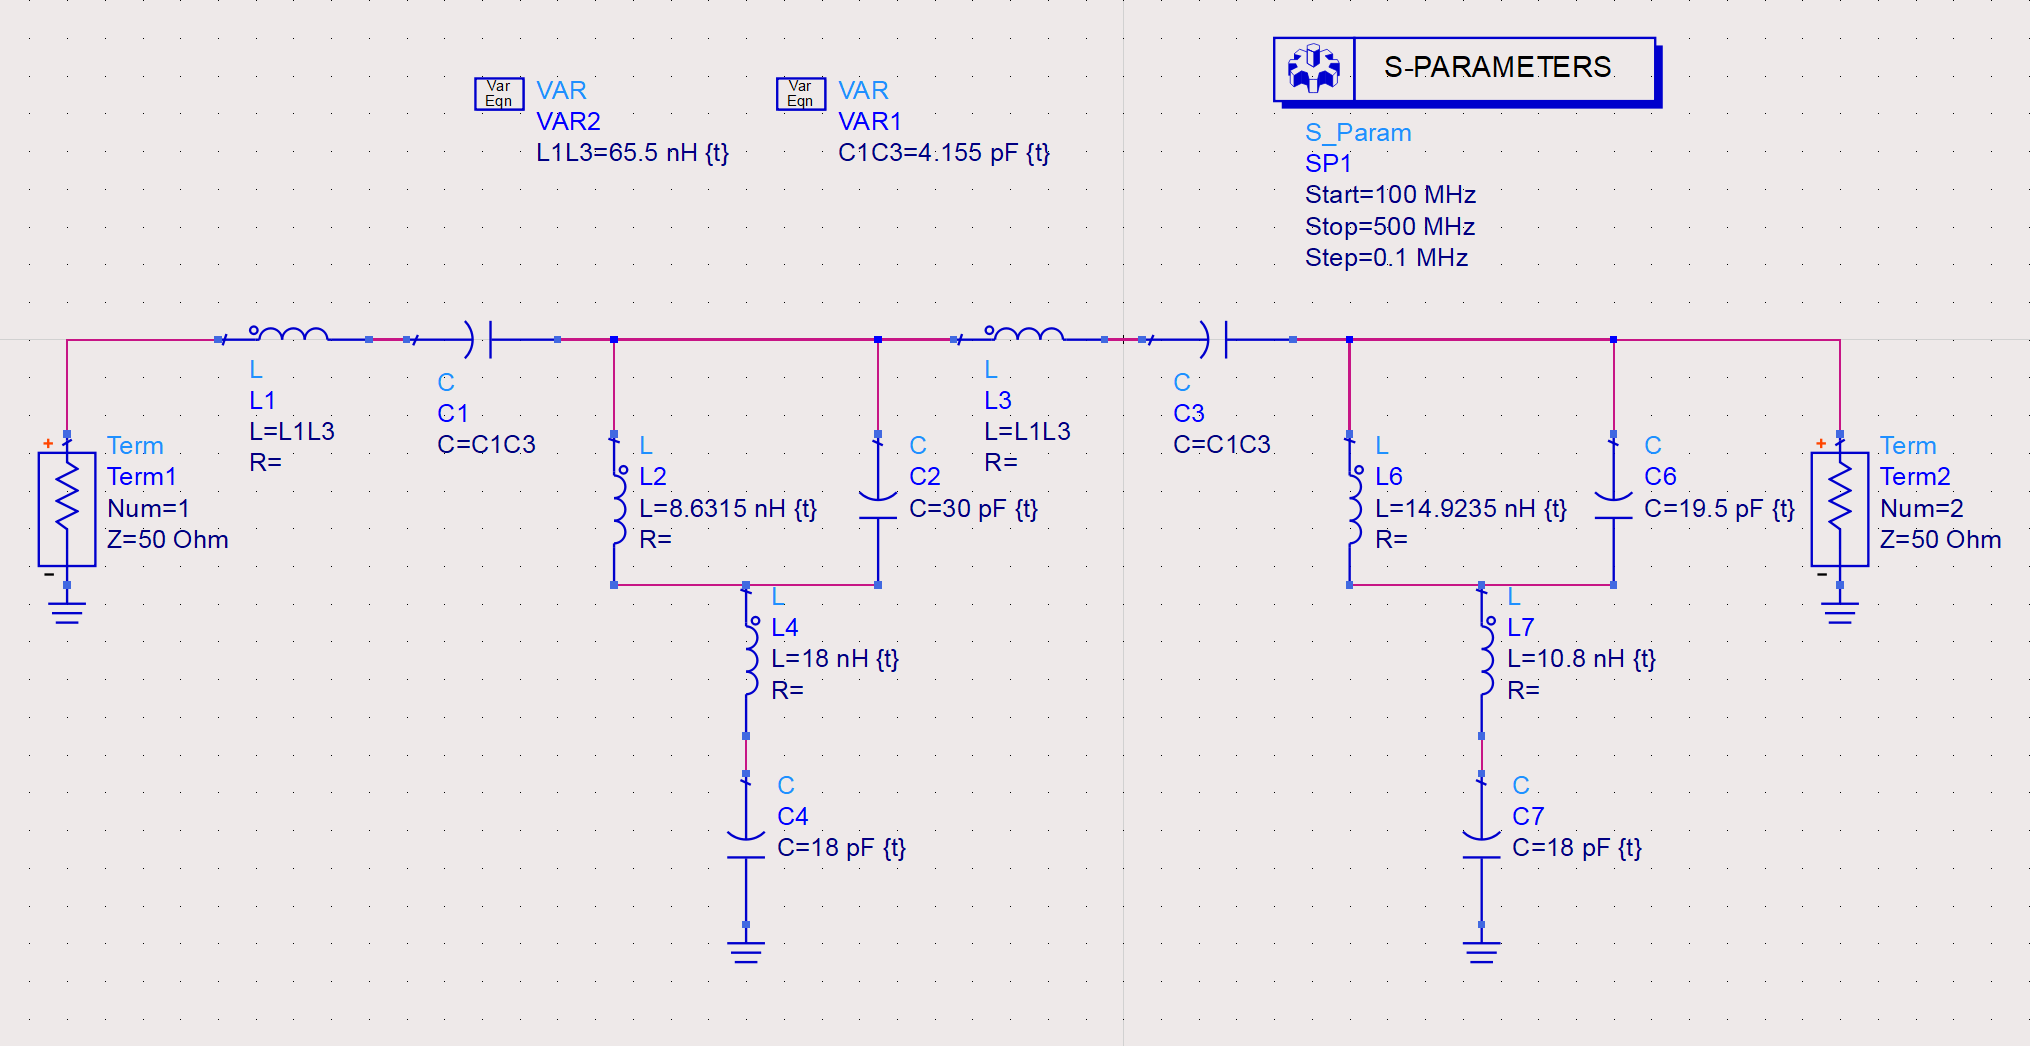 S-PARAMETERS
Var
Eqn
VAR
VAR2
L1L3=65.5 nH {t}
Var
Eqn
VAR
VAR1
C1C3=4.155 pF {t}
S_Param
SP1
Start=100 MHz
Stop=500 MHz
Step=0.1 MHz
L
L1
L=L1L3
R=
C
C1
C=C1C3
L
L3
L=L1L3
R=
C
C3
C=C1C3
+
Term
Term1
Num=1
Z=50 Ohm
-
L
L2
L=8.6315 nH {t}
R=
C
C2
C=30 pF {t}
L
L6
L=14.9235 nH {t}
R=
C
C6
C=19.5 pF {t}
+
Term
Term2
Num=2
Z=50 Ohm
-
L
L4
L=18 nH {t}
R=
L
L7
L=10.8 nH {t}
R=
C
C4
C=18 pF {t}
C
C7
C=18 pF {t}